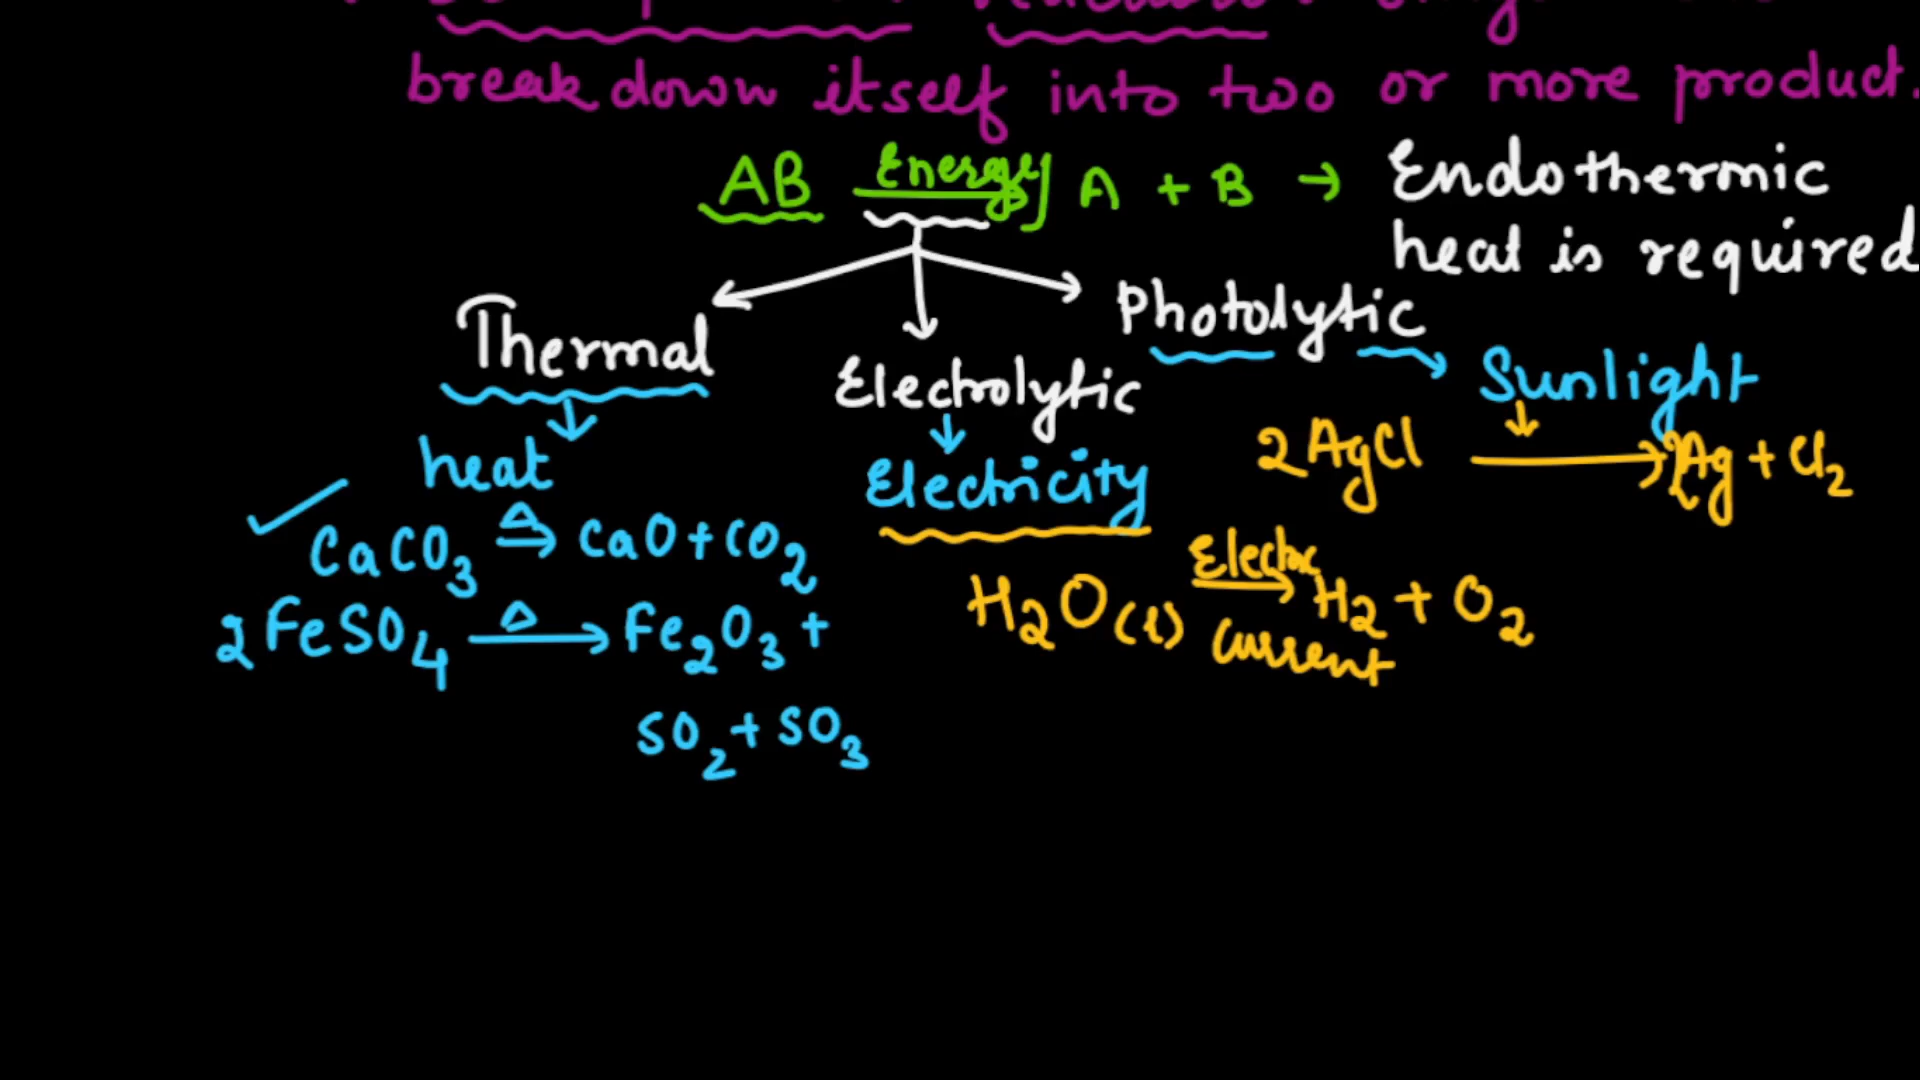 break down itself into two or more product.
AB Energy A + B → Endothermic
heat is required
Thermal
Electrolytic
Photolytic
heat
Electricity
Sunlight
2AgCl → 2Ag + Cl₂
CaCO₃ Δ→ CaO + CO₂
2FeSO₄ Δ→ Fe₂O₃ +
SO₂ + SO₃
H₂O(l) Electric → H₂ + O₂
Current